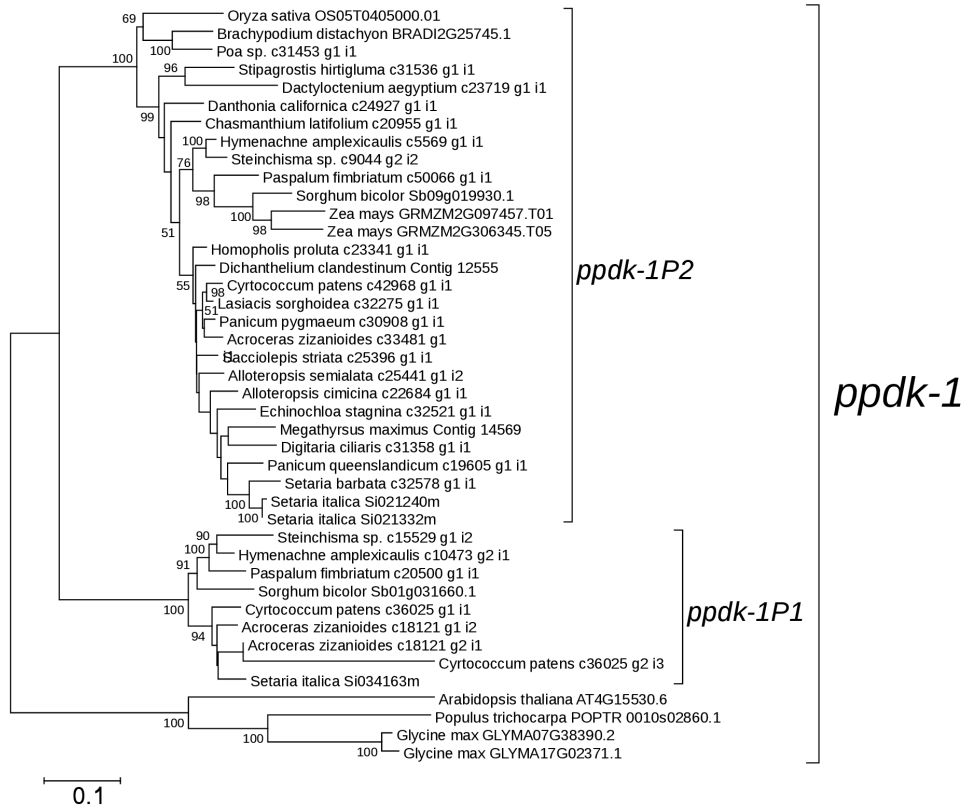 69
Oryza sativa OS05T0405000.01
Brachypodium distachyon BRADI2G25745.1
100
Poa sp. c31453 g1 i1
100
96
Stipagrostis hirtigluma c31536 g1 i1
Dactyloctenium aegyptium c23719 g1 i1
99
Danthonia californica c24927 g1 i1
Chasmanthium latifolium c20955 g1 i1
100
Hymenachne amplexicaulis c5569 g1 i1
Steinchisma sp. c9044 g2 i2
76
Paspalum fimbriatum c50066 g1 i1
98
Sorghum bicolor Sb09g019930.1
100
Zea mays GRMZM2G097457.T01
98
Zea mays GRMZM2G306345.T05
51
Homopholis proluta c23341 g1 i1
Dichanthelium clandestinum Contig 12555
55
Cyrtococcum patens c42968 g1 i1
98
Lasiacis sorghoidea c32275 g1 i1
51
Panicum pygmaeum c30908 g1 i1
Acroceras zizanioides c33481 g1
i1
Sacciolepis striata c25396 g1 i1
Alloteropsis semialata c25441 g1 i2
Alloteropsis cimicina c22684 g1 i1
Echinochloa stagnina c32521 g1 i1
Megathyrsus maximus Contig 14569
Digitaria ciliaris c31358 g1 i1
Panicum queenslandicum c19605 g1 i1
Setaria barbata c32578 g1 i1
100
Setaria italica Si021240m
100
Setaria italica Si021332m
ppdk-1P2
ppdk-1
90
Steinchisma sp. c15529 g1 i2
100
Hymenachne amplexicaulis c10473 g2 i1
91
Paspalum fimbriatum c20500 g1 i1
Sorghum bicolor Sb01g031660.1
100
Cyrtococcum patens c36025 g1 i1
94
Acroceras zizanioides c18121 g1 i2
Acroceras zizanioides c18121 g2 i1
Cyrtococcum patens c36025 g2 i3
Setaria italica Si034163m
ppdk-1P1
Arabidopsis thaliana AT4G15530.6
100
Populus trichocarpa POPTR 0010s02860.1
100
Glycine max GLYMA07G38390.2
100
Glycine max GLYMA17G02371.1
0.1